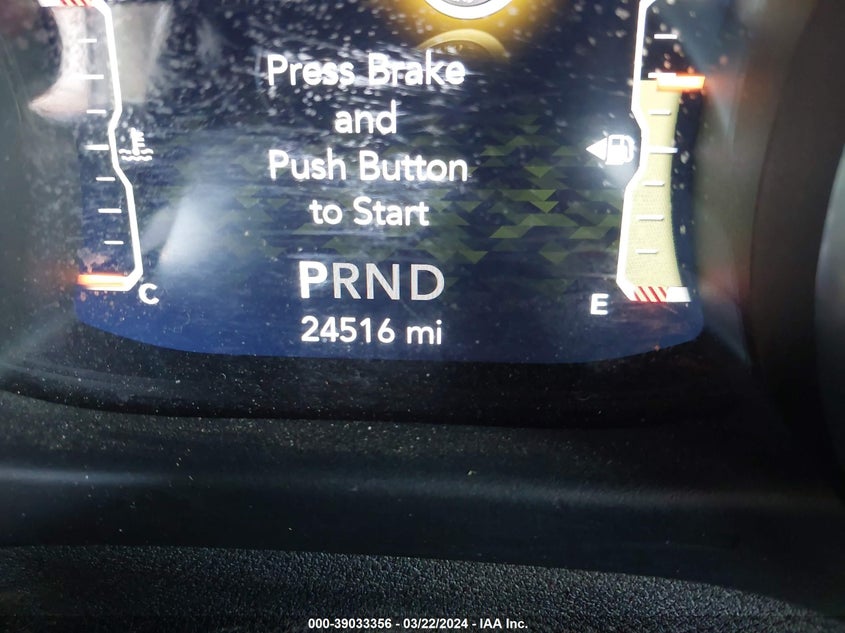 Press Brake
and
Push Button
to Start
PRND
24516 mi
C
E
000-39033356 - 03/22/2024 - IAA Inc.